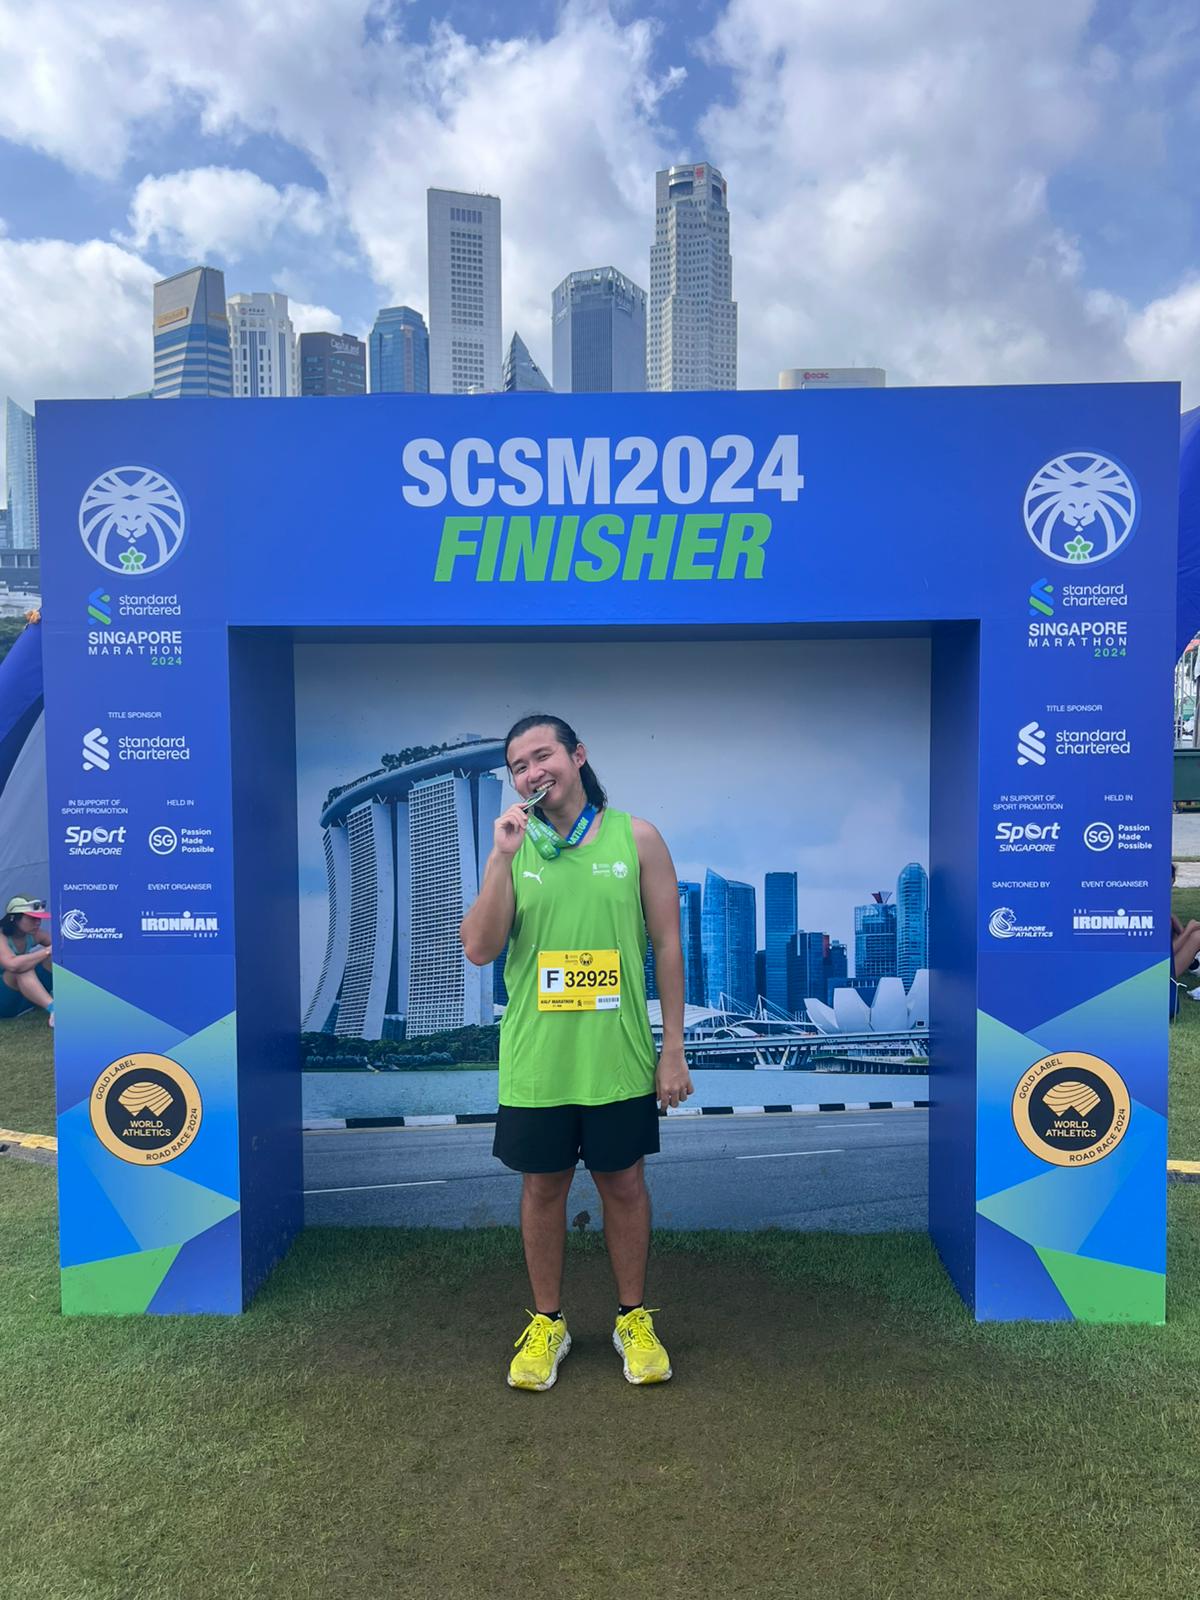 CapitaLand
OCBC
SCSM2024
FINISHER
standard
chartered
SINGAPORE
MARATHON
2024
TITLE SPONSOR
standard
chartered
IN SUPPORT OF
SPORT PROMOTION
HELD IN
Sport
SINGAPORE
SG
Passion
Made
Possible
SANCTIONED BY
EVENT ORGANISER
SINGAPORE
ATHLETICS
THE
IRONMAN
GROUP
GOLD LABEL
WORLD
ATHLETICS
ROAD RACE 2024
standard
chartered
SINGAPORE
MARATHON
2024
TITLE SPONSOR
standard
chartered
IN SUPPORT OF
SPORT PROMOTION
HELD IN
Sport
SINGAPORE
SG
Passion
Made
Possible
SANCTIONED BY
EVENT ORGANISER
SINGAPORE
ATHLETICS
THE
IRONMAN
GROUP
GOLD LABEL
WORLD
ATHLETICS
ROAD RACE 2024
F 32925
HALF MARATHON